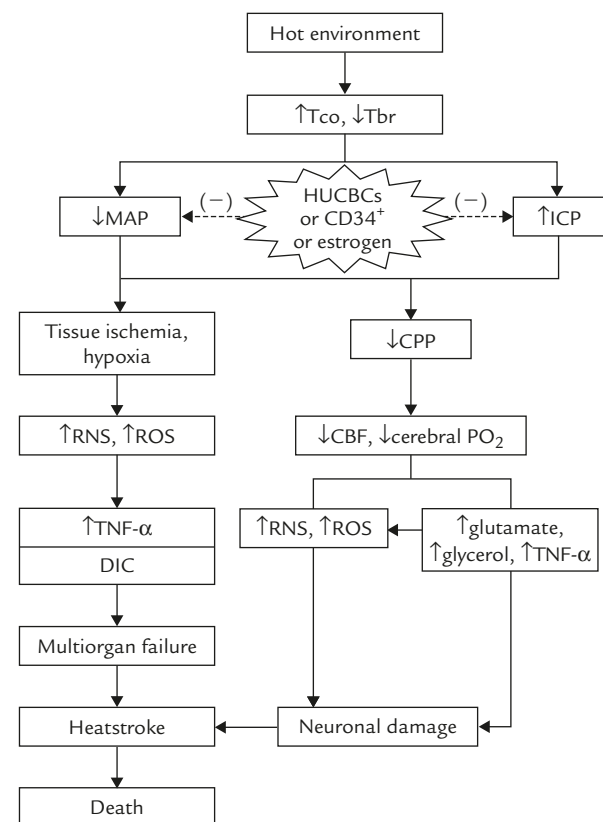 Hot environment
↑Tco, ↓Tbr
(−)
HUCBCs
or CD34⁺
or estrogen
(−)
↓MAP
↑ICP
Tissue ischemia,
hypoxia
↓CPP
↑RNS, ↑ROS
↓CBF, ↓cerebral PO₂
↑TNF-α
DIC
↑RNS, ↑ROS
↑glutamate,
↑glycerol, ↑TNF-α
Multiorgan failure
Heatstroke
Neuronal damage
Death